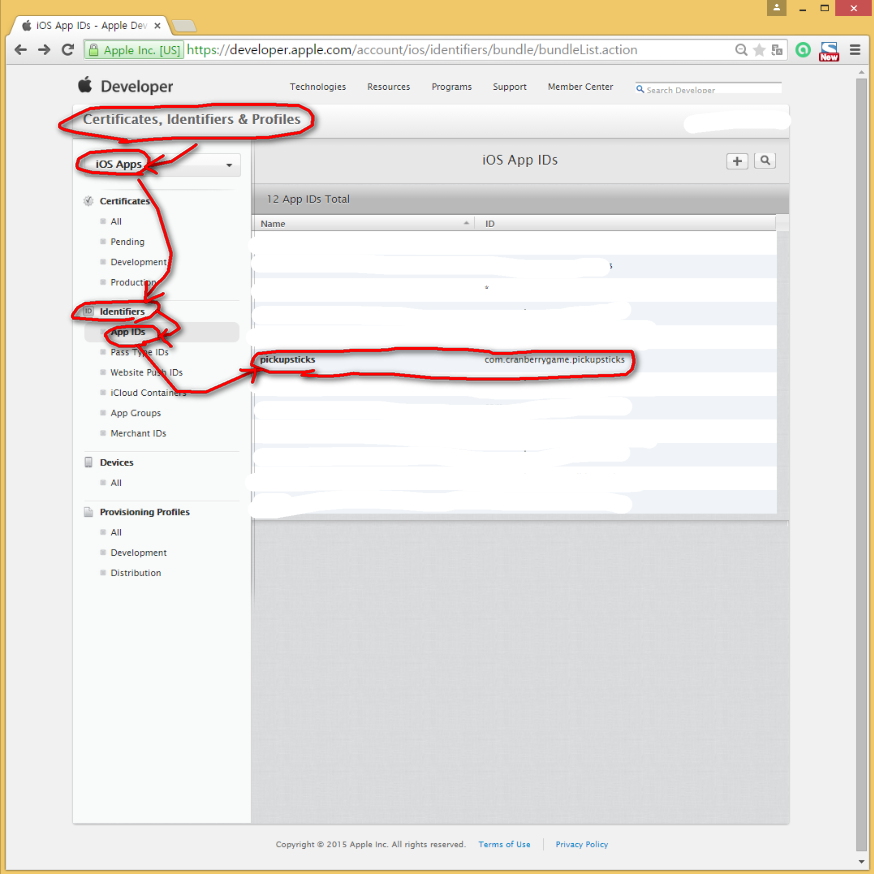 iOS App IDs - Apple Dev
Apple Inc. [US] https://developer.apple.com/account/ios/identifiers/bundle/bundleList.action
New
Developer
Technologies Resources Programs Support Member Center Search Developer
Certificates, Identifiers & Profiles
iOS Apps
iOS App IDs
Certificates
All
Pending
Development
Production
ID Identifiers
App IDs
Pass Type IDs
Website Push IDs
iCloud Containers
App Groups
Merchant IDs
Devices
All
Provisioning Profiles
All
Development
Distribution
12 App IDs Total
Name ID
pickupsticks com.cranberrygame.pickupsticks
Copyright © 2015 Apple Inc. All rights reserved. Terms of Use Privacy Policy